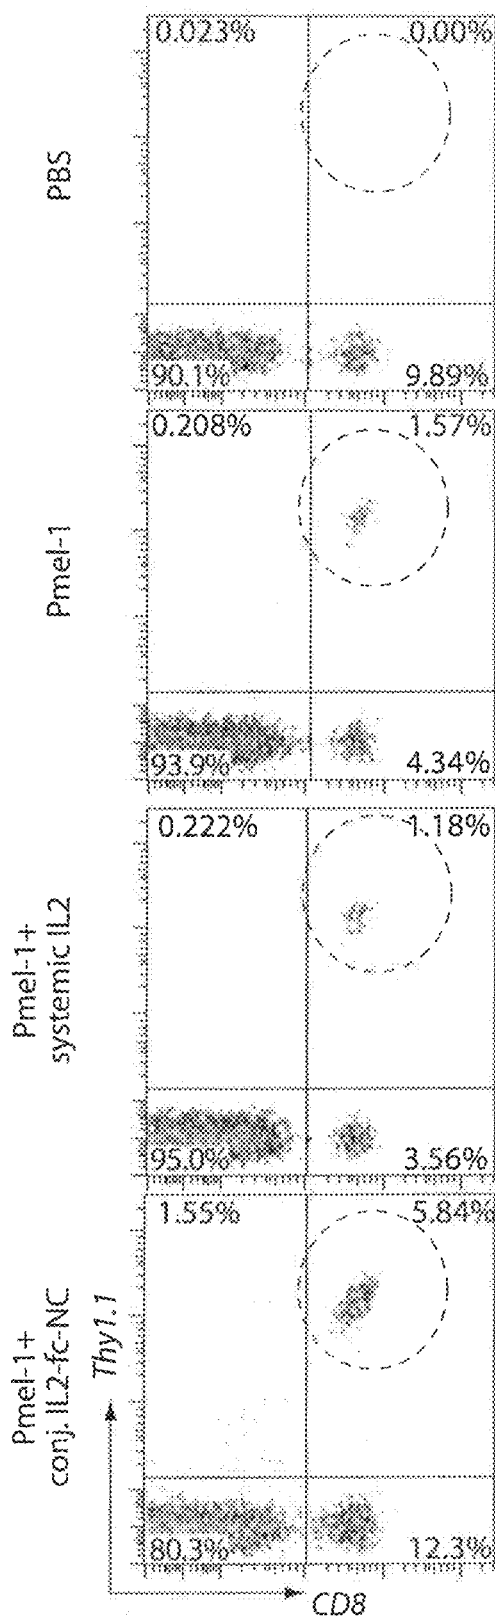 PBS
0.023%
0.00%
90.1%
9.89%
Pmel-1
0.208%
1.57%
93.9%
4.34%
Pmel-1+
systemic IL2
0.222%
1.18%
95.0%
3.56%
Pmel-1+
conj. IL2-fc-NC
1.55%
5.84%
80.3%
12.3%
Thy1.1
CD8